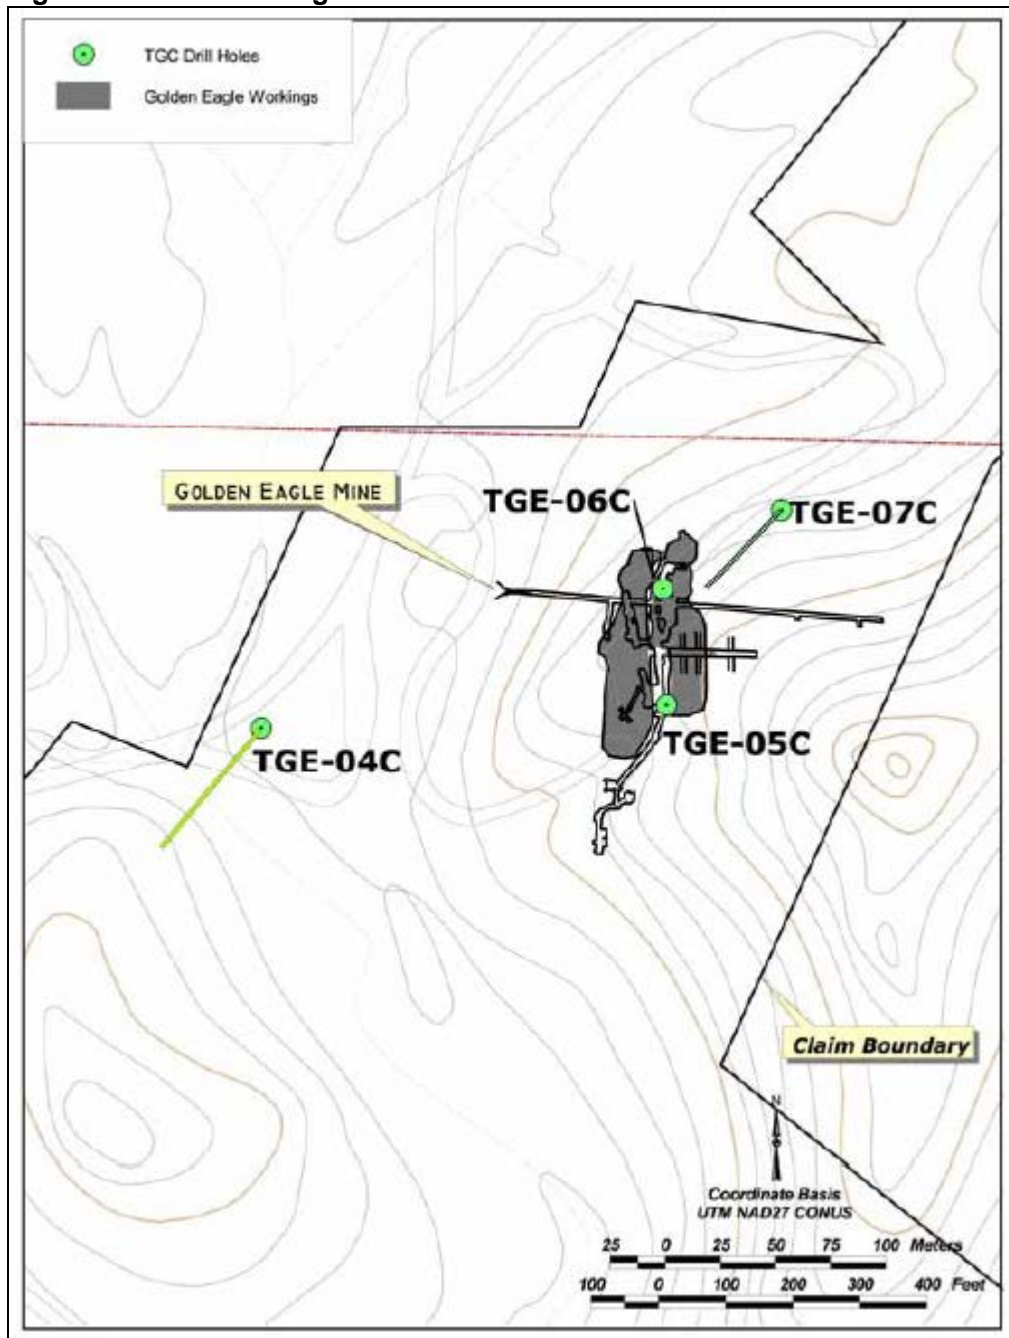 TGC Drill Holes
Golden Eagle Workings
GOLDEN EAGLE MINE
TGE-06C
TGE-07C
TGE-05C
TGE-04C
Claim Boundary
N
Coordinate Basis
UTM NAD27 CONUS
25 0 25 50 75 100 Meters
100 0 100 200 300 400 Feet